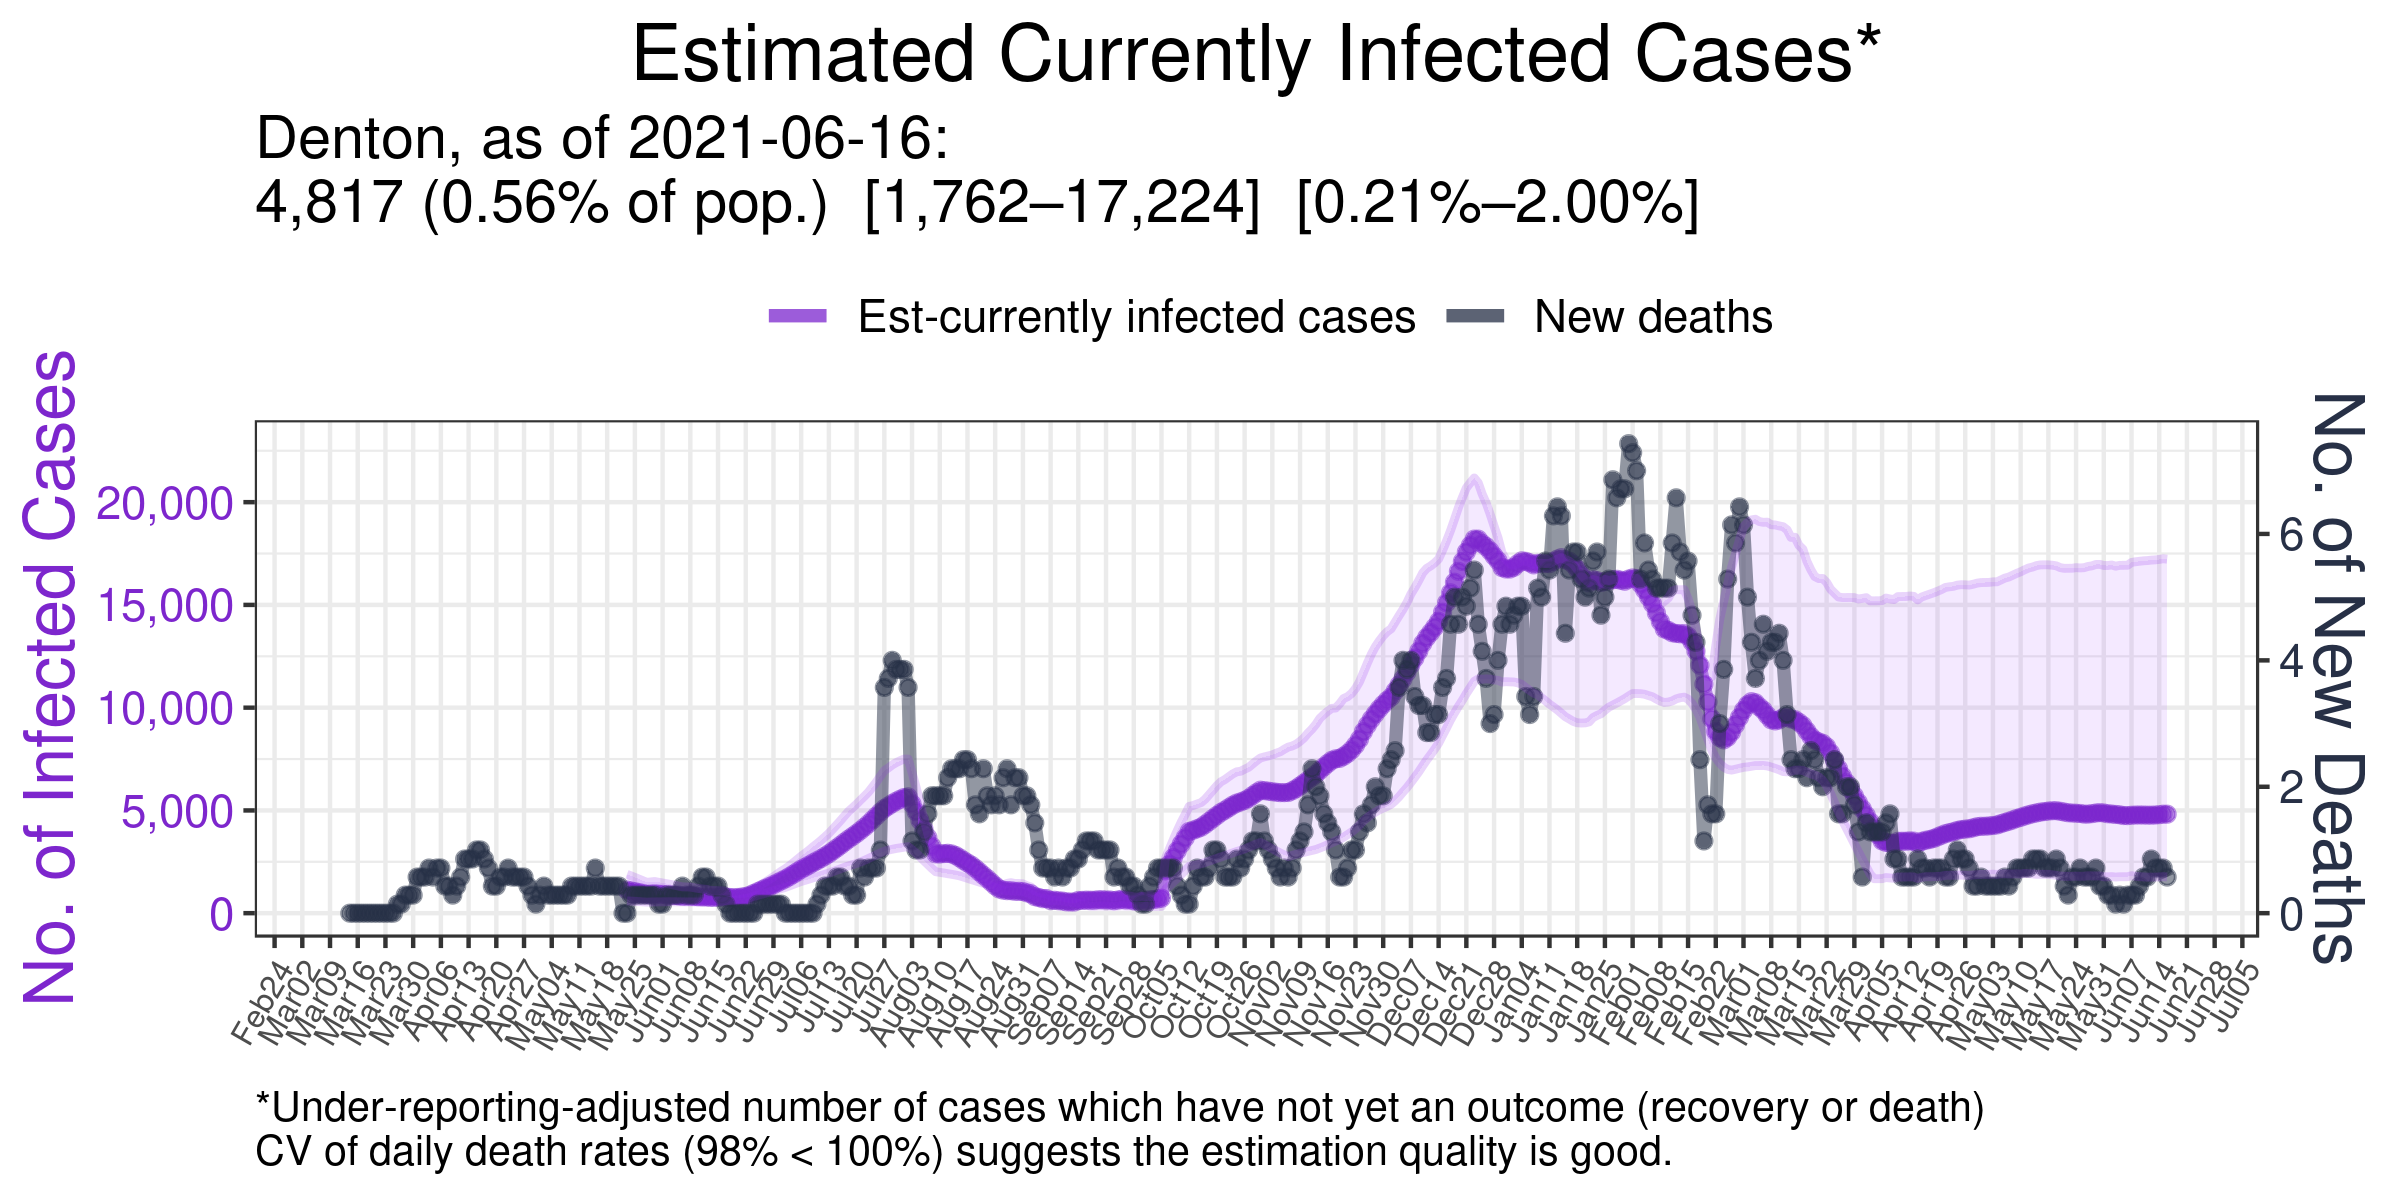 Estimated Currently Infected Cases*
Denton, as of 2021-06-16:
4,817 (0.56% of pop.)  [1,762–17,224]  [0.21%–2.00%]
Est-currently infected cases
New deaths
No. of Infected Cases
20,000
15,000
10,000
5,000
0
No. of New Deaths
6
4
2
0
Feb24
Mar02
Mar09
Mar16
Mar23
Mar30
Apr06
Apr13
Apr20
Apr27
May04
May11
May18
May25
Jun01
Jun08
Jun15
Jun22
Jun29
Jul06
Jul13
Jul20
Jul27
Aug03
Aug10
Aug17
Aug24
Aug31
Sep07
Sep14
Sep21
Sep28
Oct05
Oct12
Oct19
Oct26
Nov02
Nov09
Nov16
Nov23
Nov30
Dec07
Dec14
Dec21
Dec28
Jan04
Jan11
Jan18
Jan25
Feb01
Feb08
Feb15
Feb22
Mar01
Mar08
Mar15
Mar22
Mar29
Apr05
Apr12
Apr19
Apr26
May03
May10
May17
May24
May31
Jun07
Jun14
Jun21
Jun28
Jul05
*Under-reporting-adjusted number of cases which have not yet an outcome (recovery or death)
CV of daily death rates (98% < 100%) suggests the estimation quality is good.